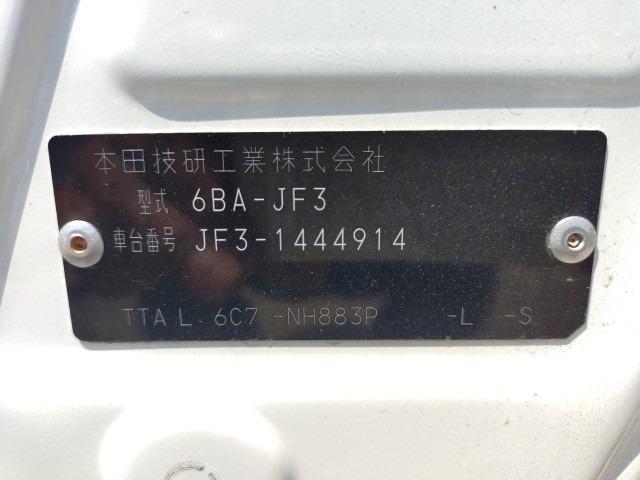 本田技研工業株式会社
型式 6BA-JF3
車台番号 JF3-1444914
TTA L 6C7 -NH883P -L -S